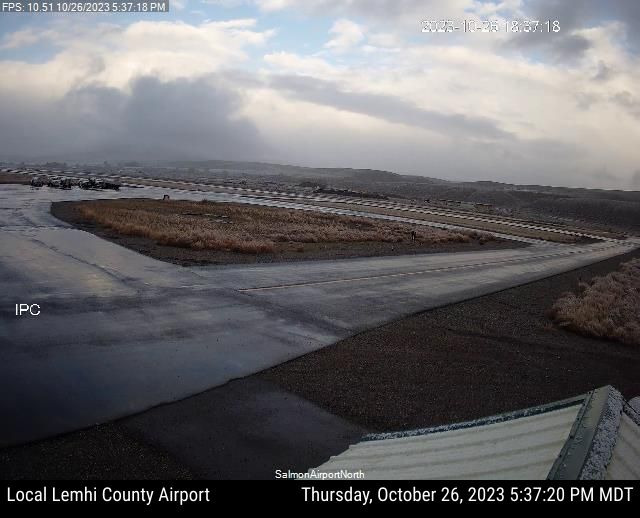 FPS: 10.51 10/26/2023 5:37:18 PM
2023-10-26 18:37:18
IPC
SalmonAirportNorth
Local Lemhi County Airport Thursday, October 26, 2023 5:37:20 PM MDT